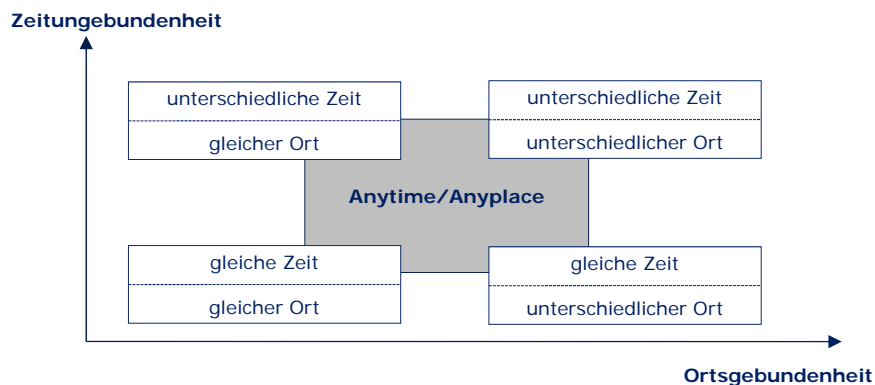 Zeitungebundenheit
unterschiedliche Zeit
gleicher Ort
unterschiedliche Zeit
unterschiedlicher Ort
Anytime/Anyplace
gleiche Zeit
gleicher Ort
gleiche Zeit
unterschiedlicher Ort
Ortsgebundenheit